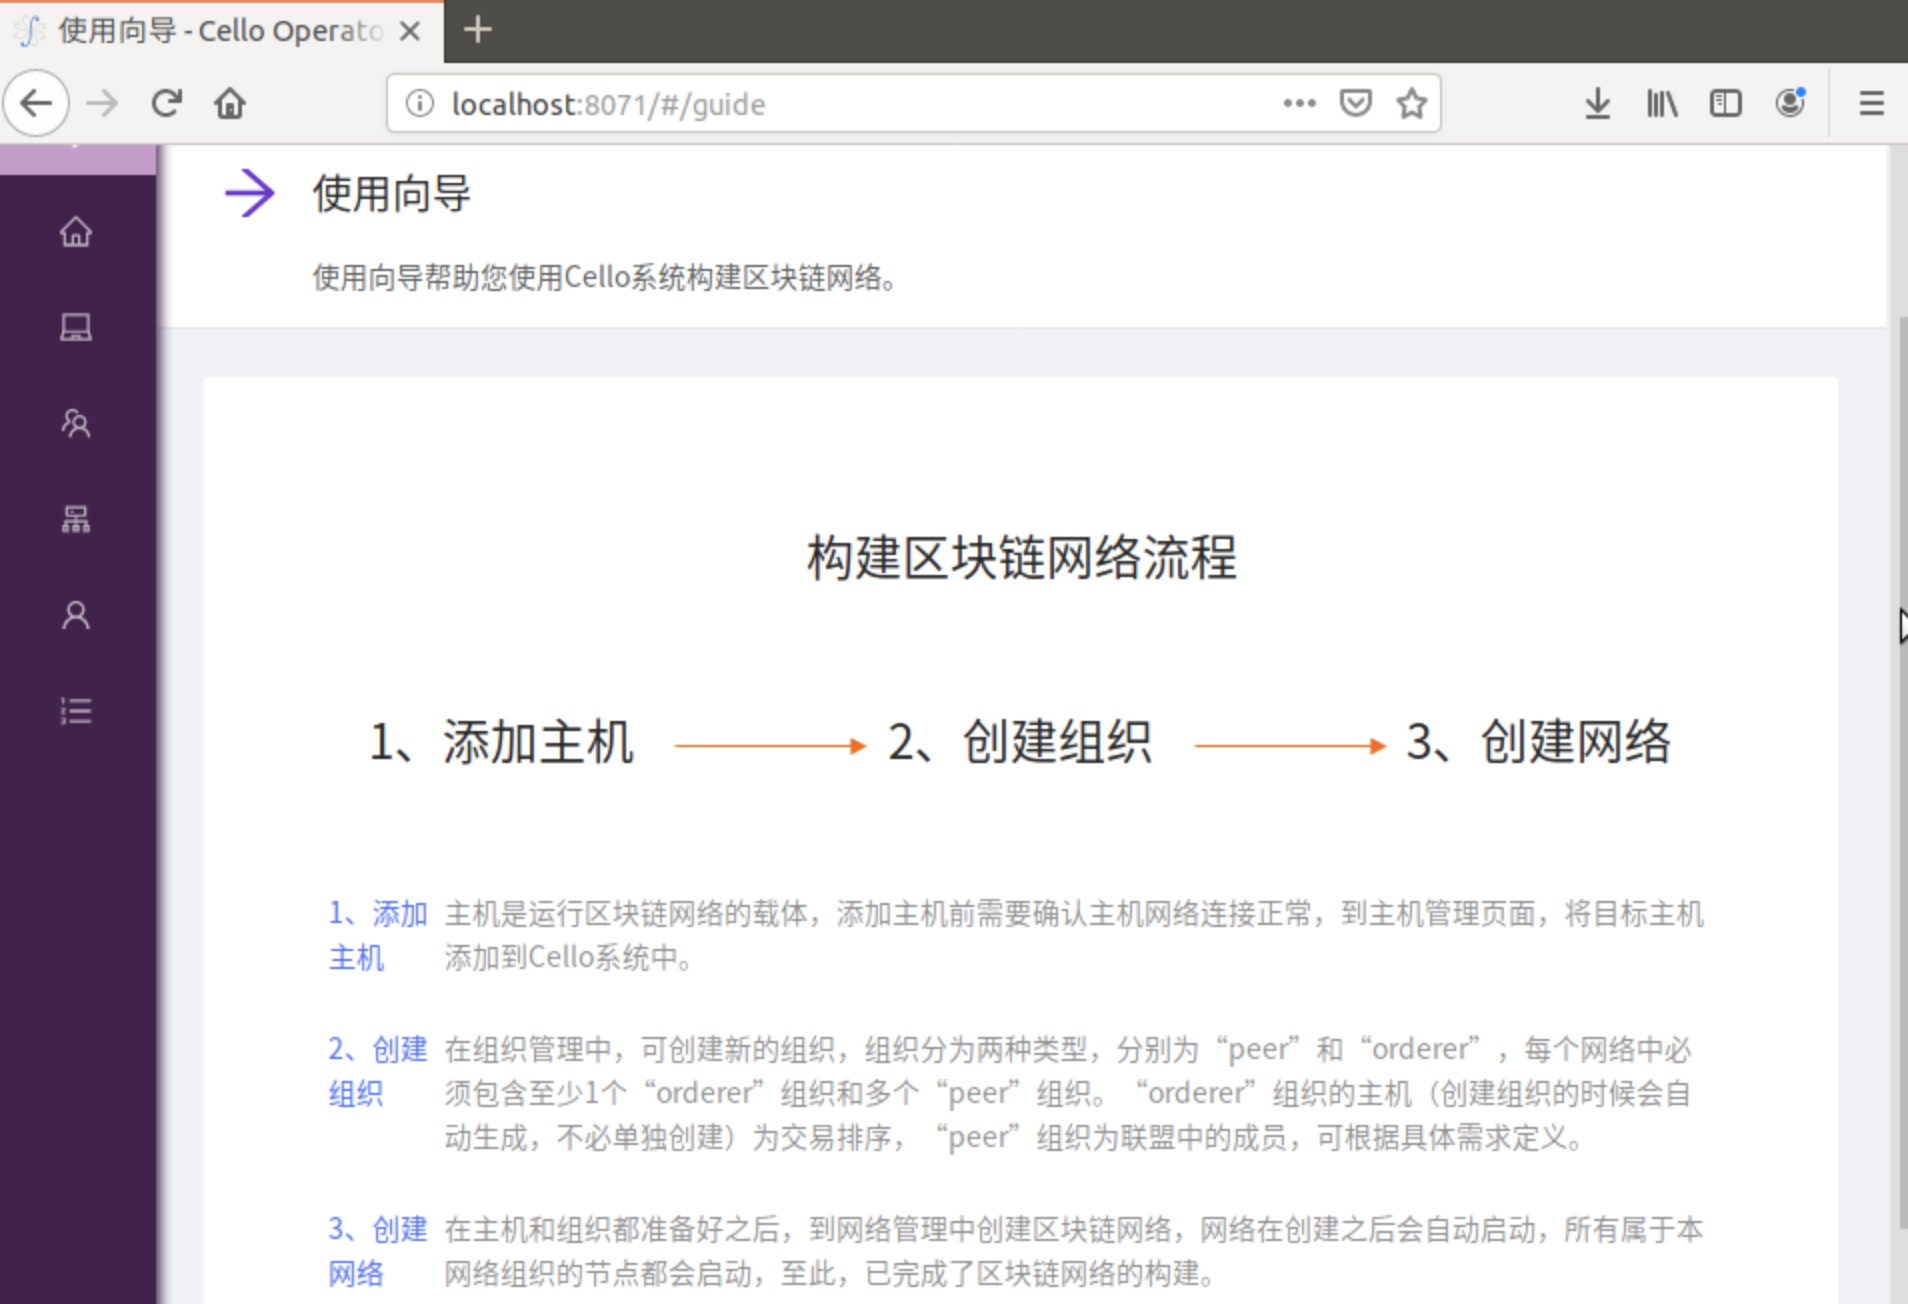 使用向导 - Cello Operato
localhost:8071/#/guide
使用向导
使用向导帮助您使用Cello系统构建区块链网络。
构建区块链网络流程
1、添加主机
2、创建组织
3、创建网络
1、添加主机
主机是运行区块链网络的载体，添加主机前需要确认主机网络连接正常，到主机管理页面，将目标主机
添加到Cello系统中。
2、创建组织
在组织管理中，可创建新的组织，组织分为两种类型，分别为“peer”和“orderer”，每个网络中必
须包含至少1个“orderer”组织和多个“peer”组织。“orderer”组织的主机（创建组织的时候会自
动生成，不必单独创建）为交易排序，“peer”组织为联盟中的成员，可根据具体需求定义。
3、创建网络
在主机和组织都准备好之后，到网络管理中创建区块链网络，网络在创建之后会自动启动，所有属于本
网络组织的节点都会启动，至此，已完成了区块链网络的构建。